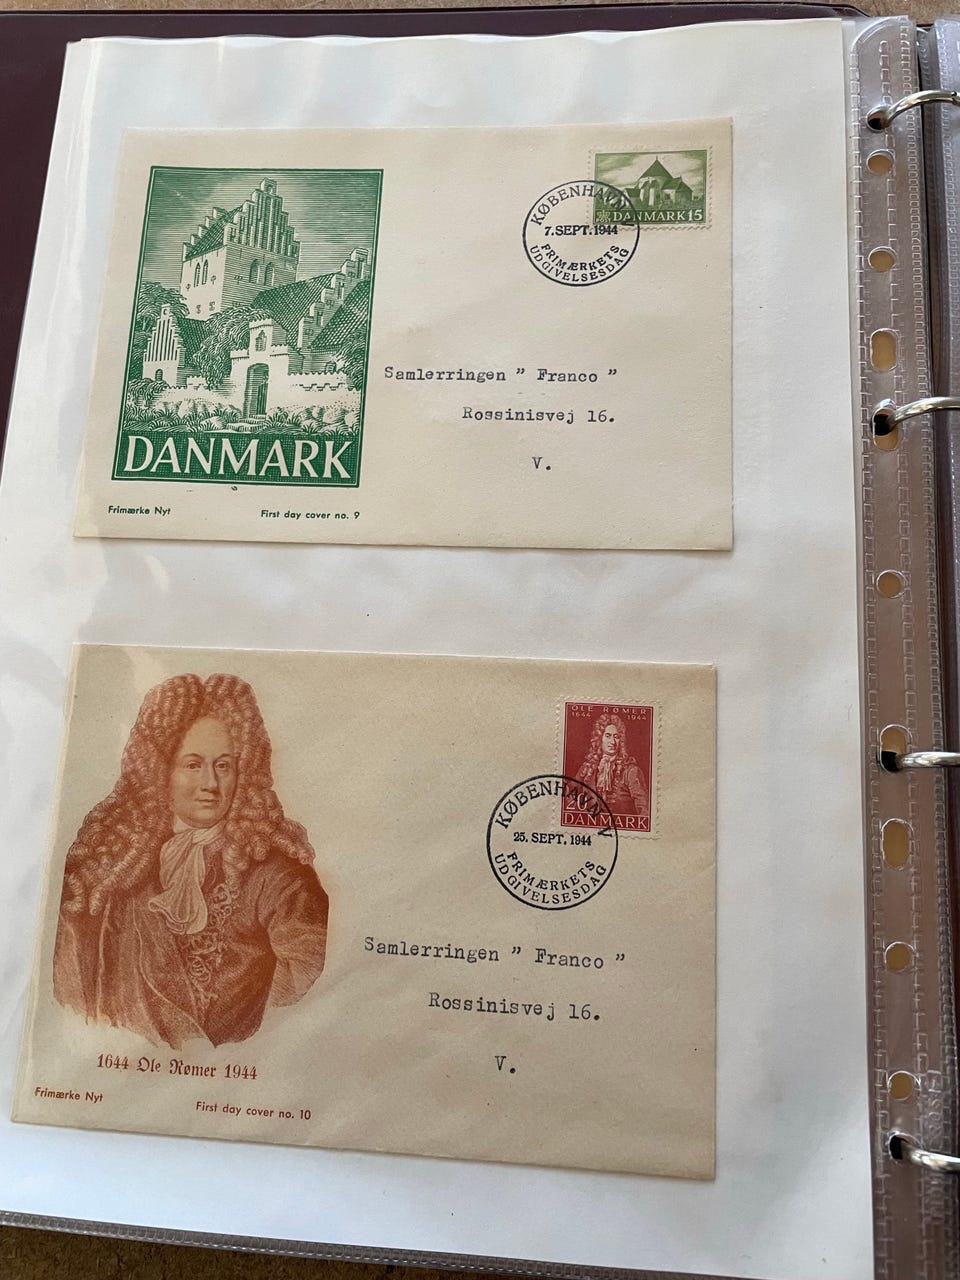 KØBENHAVN
DANMARK 15
7. SEPT. 1944
FRIMÆRKETS
UDGIVELSESDAG
Samlerringen " Franco "
Rossinisvej 16.
V.
DANMARK
Frimærke Nyt
First day cover no. 9
OLE RØMER
1644 1944
20
DANMARK
KØBENHAVN
25. SEPT. 1944
FRIMÆRKETS
UDGIVELSESDAG
Samlerringen " Franco "
Rossinisvej 16.
V.
1644 Ole Rømer 1944
Frimærke Nyt
First day cover no. 10